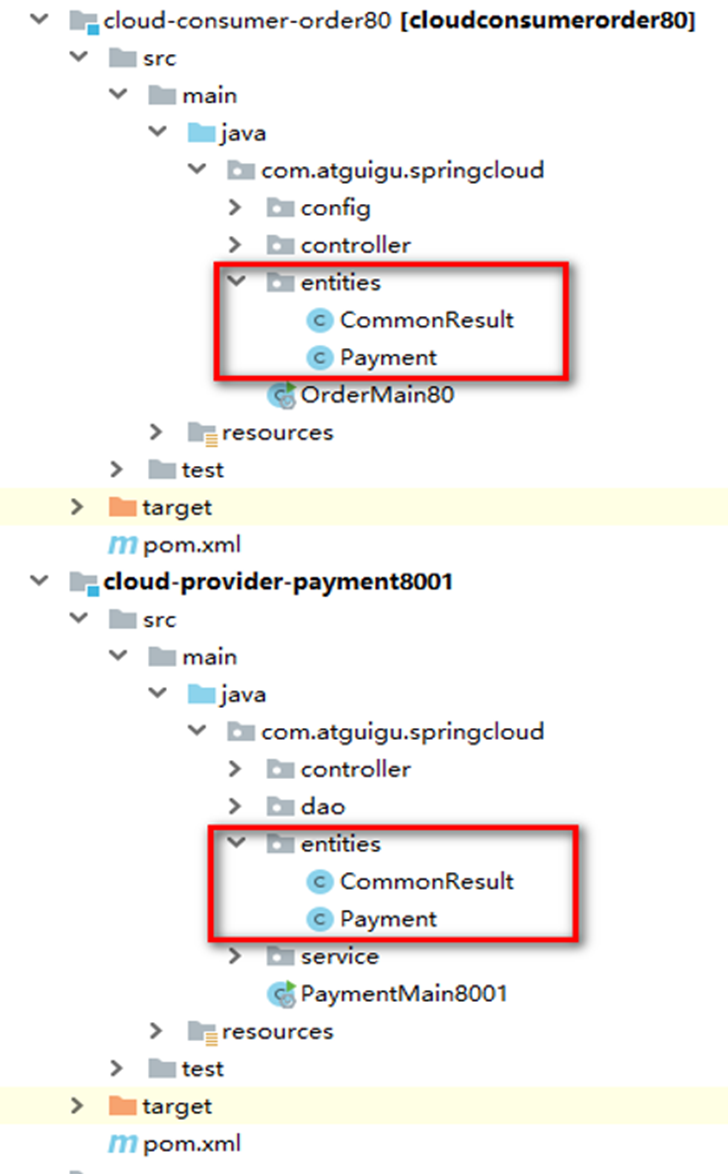 cloud-consumer-order80 [cloudconsumerorder80]
src
main
java
com.atguigu.springcloud
config
controller
entities
CommonResult
Payment
OrderMain80
resources
test
target
pom.xml
cloud-provider-payment8001
src
main
java
com.atguigu.springcloud
controller
dao
entities
CommonResult
Payment
service
PaymentMain8001
resources
test
target
pom.xml